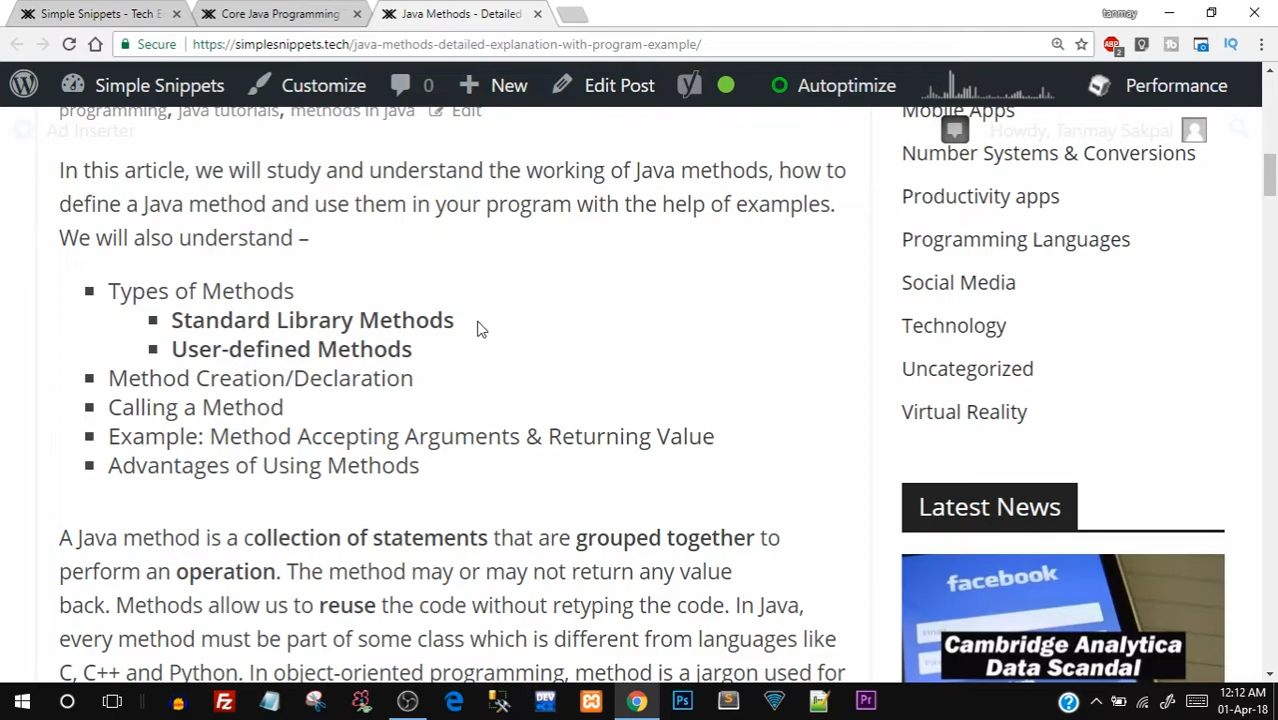 Simple Snippets - Tech E
Core Java Programming
Java Methods - Detailed
tanmay
Secure
https://simplesnippets.tech/java-methods-detailed-explanation-with-program-example/
Simple Snippets
Customize
0
New
Edit Post
Autoptimize
Performance
programming, java tutorials, methods in java
Edit
Ad Inserter
Howdy, Tanmay Sakpal
In this article, we will study and understand the working of Java methods, how to
define a Java method and use them in your program with the help of examples.
We will also understand –
Types of Methods
Standard Library Methods
User-defined Methods
Method Creation/Declaration
Calling a Method
Example: Method Accepting Arguments & Returning Value
Advantages of Using Methods
A Java method is a collection of statements that are grouped together to
perform an operation. The method may or may not return any value
back. Methods allow us to reuse the code without retyping the code. In Java,
every method must be part of some class which is different from languages like
C, C++ and Python. In object-oriented programming, method is a jargon used for
Mobile Apps
Number Systems & Conversions
Productivity apps
Programming Languages
Social Media
Technology
Uncategorized
Virtual Reality
Latest News
facebook
Cambridge Analytica
Data Scandal
12:12 AM
01-Apr-18